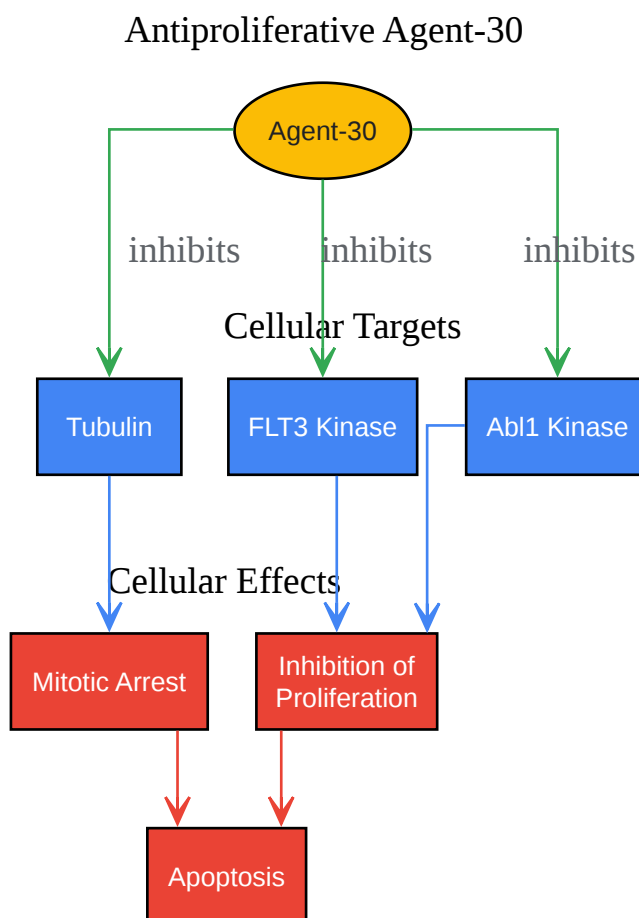 Antiproliferative Agent-30
Agent-30
inhibits
inhibits
inhibits
Cellular Targets
Tubulin
FLT3 Kinase
Abl1 Kinase
Cellular Effects
Mitotic Arrest
Inhibition of
Proliferation
Apoptosis